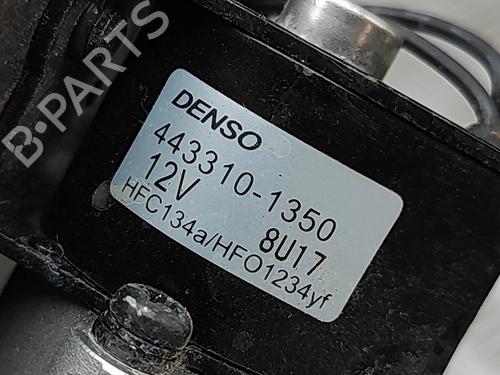 B·PARTS
DENSO
443310-1350
12V 8U17
HFC134a/HFO1234yf